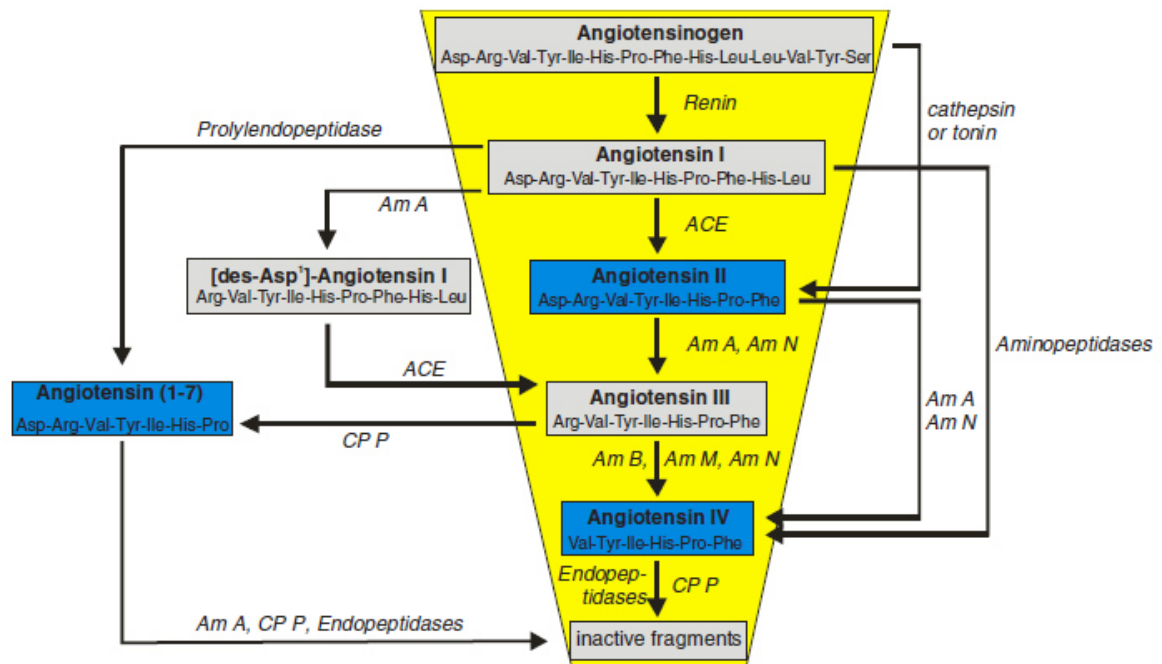 Angiotensinogen
Asp-Arg-Val-Tyr-Ile-His-Pro-Phe-His-Leu-Leu-Val-Tyr-Ser
Renin
cathepsin
or tonin
Prolylendopeptidase
Angiotensin I
Asp-Arg-Val-Tyr-Ile-His-Pro-Phe-His-Leu
Am A
ACE
[des-Asp¹]-Angiotensin I
Arg-Val-Tyr-Ile-His-Pro-Phe-His-Leu
Angiotensin II
Asp-Arg-Val-Tyr-Ile-His-Pro-Phe
Am A, Am N
Aminopeptidases
ACE
Angiotensin (1-7)
Asp-Arg-Val-Tyr-Ile-His-Pro
Angiotensin III
Arg-Val-Tyr-Ile-His-Pro-Phe
Am A
Am N
CP P
Am B, Am M, Am N
Angiotensin IV
Val-Tyr-Ile-His-Pro-Phe
Endopep-
tidases
CP P
Am A, CP P, Endopeptidases
inactive fragments